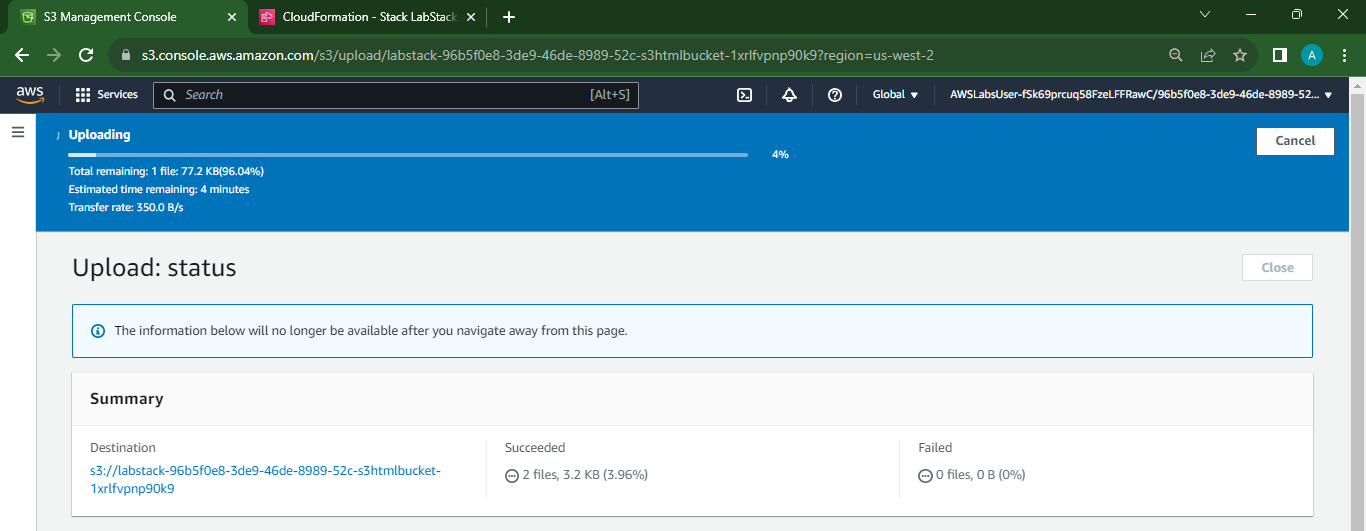 S3 Management Console
CloudFormation - Stack LabStack
s3.console.aws.amazon.com/s3/upload/labstack-96b5f0e8-3de9-46de-8989-52c-s3htmlbucket-1xrlfvpnp90k9?region=us-west-2
A
aws
Services
Search
[Alt+S]
Global
AWSLabsUser-fSk69prcuq58FzeLFFRawC/96b5f0e8-3de9-46de-8989-52...
Uploading
4%
Cancel
Total remaining: 1 file: 77.2 KB(96.04%)
Estimated time remaining: 4 minutes
Transfer rate: 350.0 B/s
Upload: status
Close
The information below will no longer be available after you navigate away from this page.
Summary
Destination
s3://labstack-96b5f0e8-3de9-46de-8989-52c-s3htmlbucket-
1xrlfvpnp90k9
Succeeded
2 files, 3.2 KB (3.96%)
Failed
0 files, 0 B (0%)